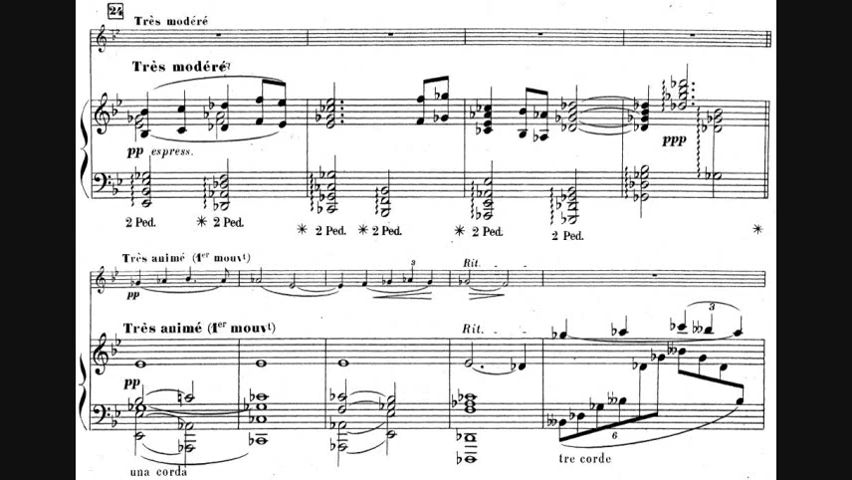 24
Très modéré
Très modéré
pp espress.
ppp
2 Ped. * 2 Ped. * 2 Ped. * 2 Ped. * 2 Ped. 2 Ped. *
Très animé (1er mouvt)
Rit.
3
pp
Très animé (1er mouvt)
Rit.
3
pp
6
una corda
tre corde